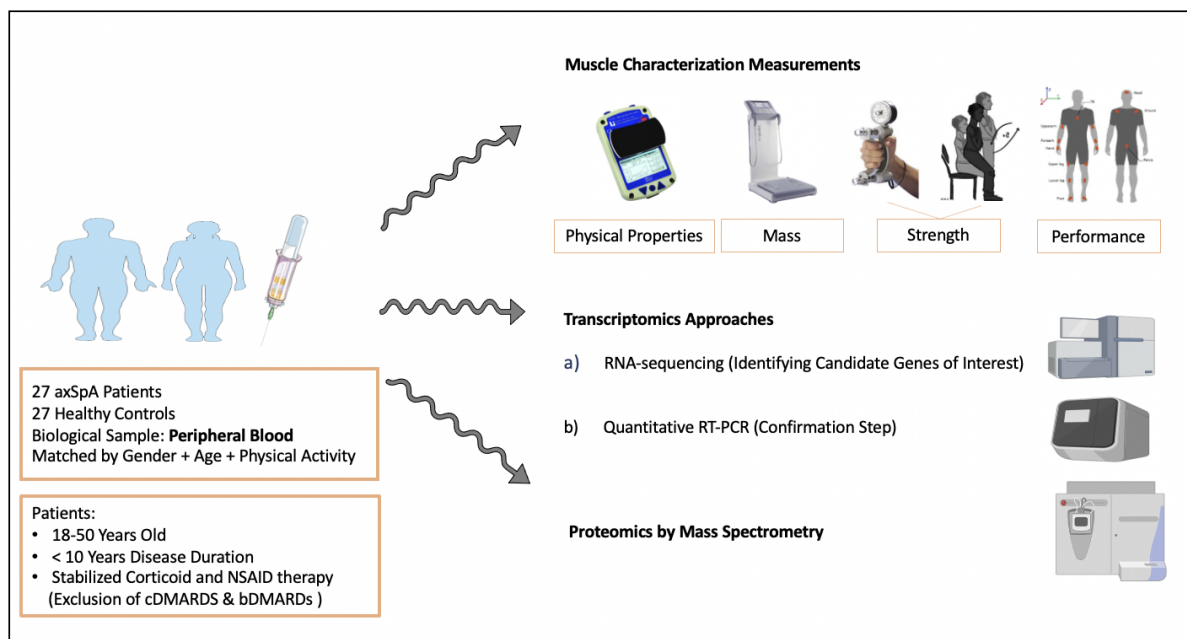 Muscle Characterization Measurements
Physical Properties
Mass
Strength
Performance
27 axSpA Patients
27 Healthy Controls
Biological Sample: Peripheral Blood
Matched by Gender + Age + Physical Activity
Patients:
• 18-50 Years Old
• < 10 Years Disease Duration
• Stabilized Corticoid and NSAID therapy
(Exclusion of cDMARDS & bDMARDs )
Transcriptomics Approaches
a) RNA-sequencing (Identifying Candidate Genes of Interest)
b) Quantitative RT-PCR (Confirmation Step)
Proteomics by Mass Spectrometry